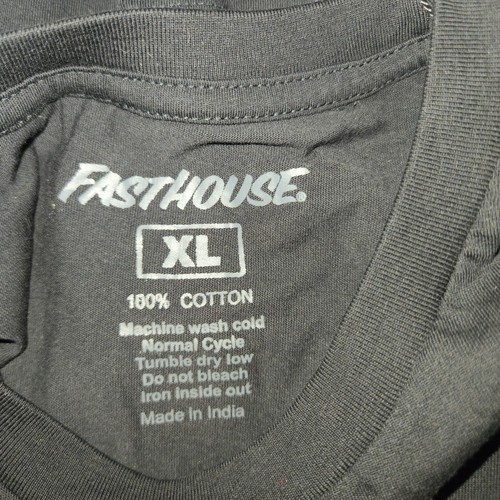 FASTHOUSE®
XL
100% COTTON
Machine wash cold
Normal Cycle
Tumble dry low
Do not bleach
Iron inside out
Made in India